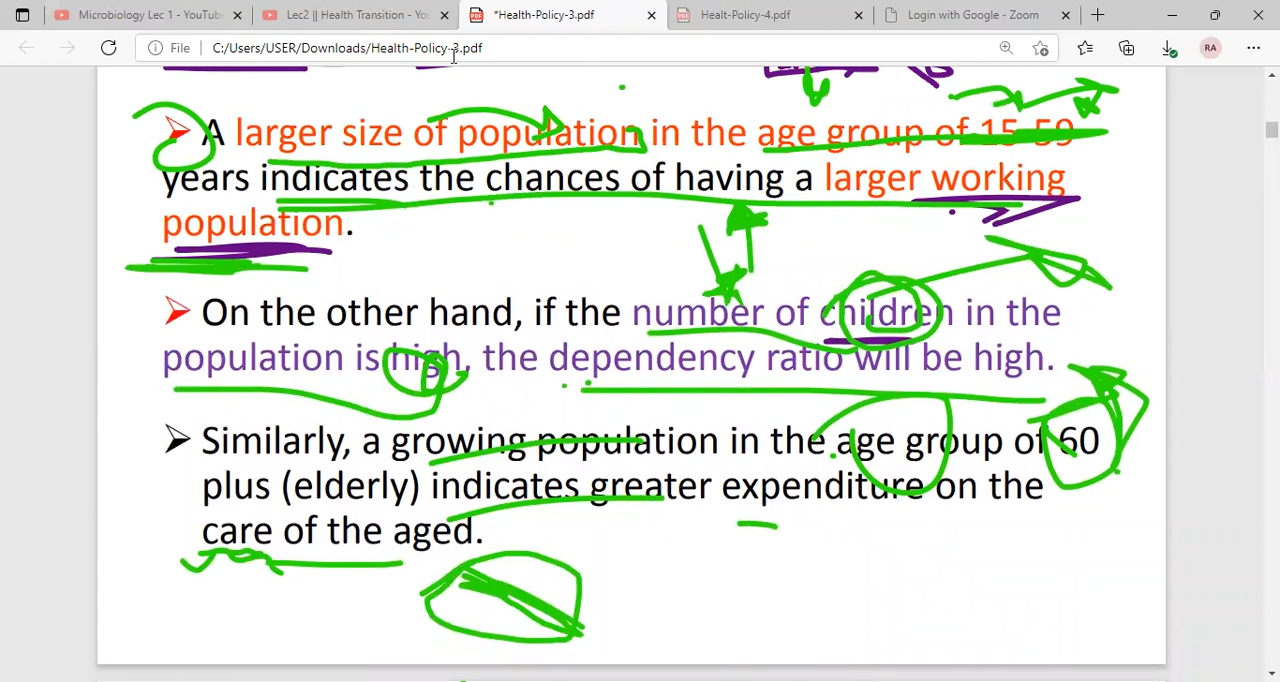 Microbiology Lec 1 - YouTub
Lec2 || Health Transition - Yo
*Health-Policy-3.pdf
Healt-Policy-4.pdf
Login with Google - Zoom
File
C:/Users/USER/Downloads/Health-Policy-3.pdf
RA
A larger size of population in the age group of 15-59
years indicates the chances of having a larger working
population.
On the other hand, if the number of children in the
population is high, the dependency ratio will be high.
Similarly, a growing population in the age group of 60
plus (elderly) indicates greater expenditure on the
care of the aged.